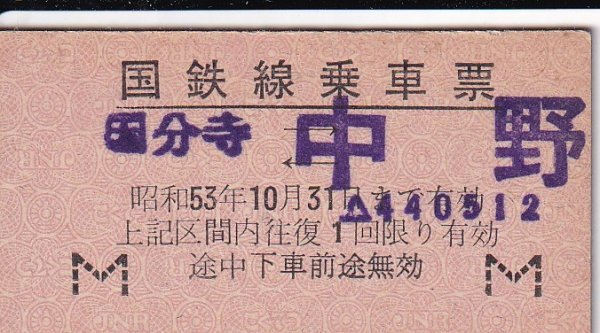 国鉄線乗車票
国分寺 ⇄ 中野
昭和53年10月31日まで有効
△440512
上記区間内往復1回限り有効
途中下車前途無効
M M